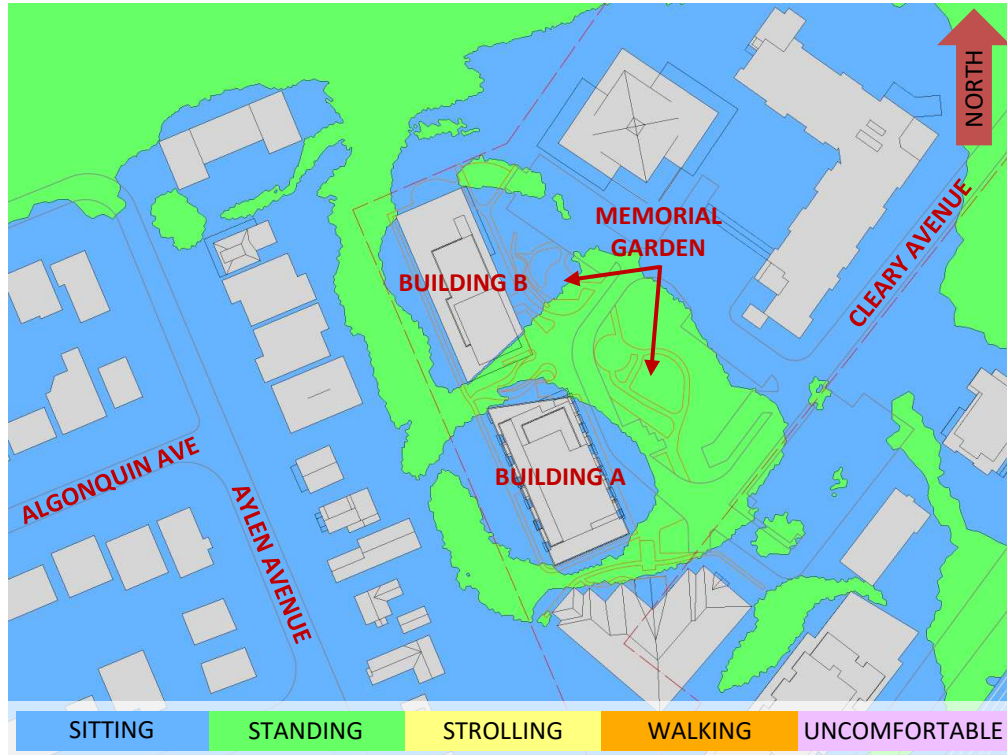 NORTH
MEMORIAL
GARDEN
BUILDING B
CLEARY AVENUE
BUILDING A
ALGONQUIN AVE
AYLEN AVENUE
SITTING
STANDING
STROLLING
WALKING
UNCOMFORTABLE